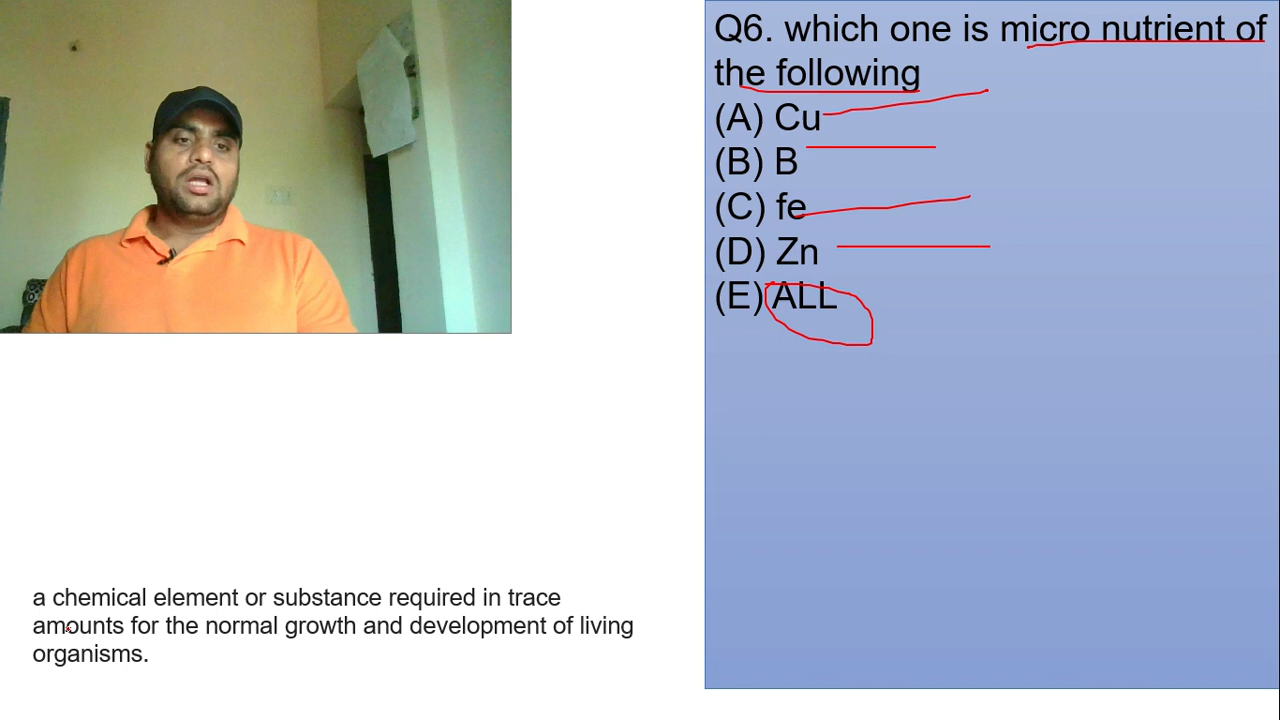 Q6. which one is micro nutrient of
the following
(A) Cu
(B) B
(C) fe
(D) Zn
(E) ALL
a chemical element or substance required in trace
amounts for the normal growth and development of living
organisms.